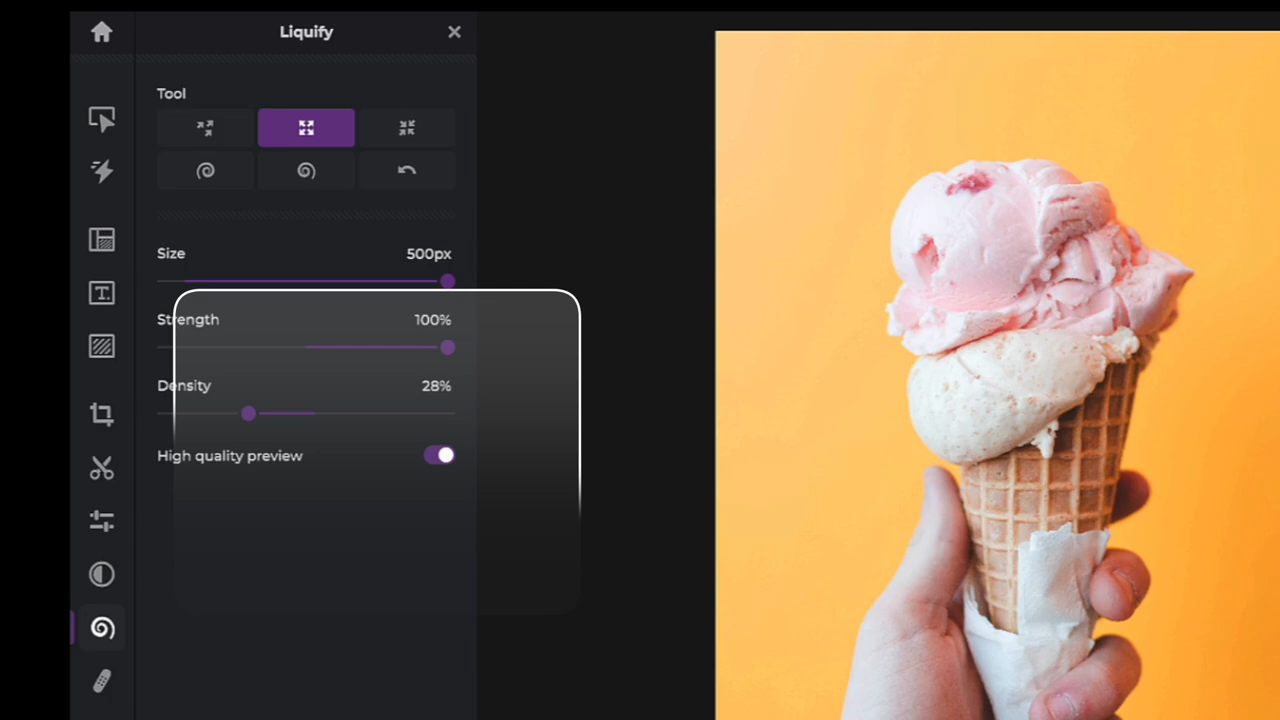 Liquify
Tool
Size 500px
Strength 100%
Density 28%
High quality preview
T.